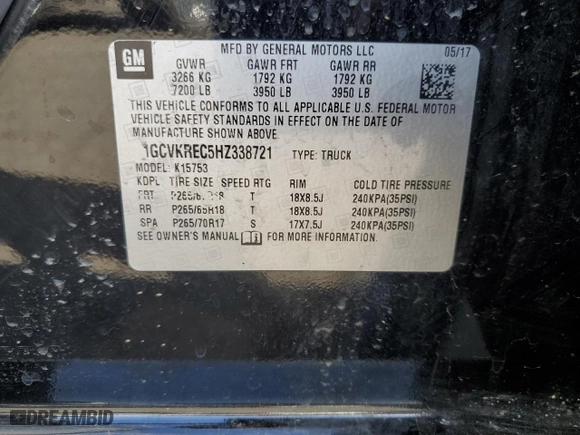 GM
MFD BY GENERAL MOTORS LLC 05/17
GVWR GAWR FRT GAWR RR
3266 KG 1792 KG 1792 KG
7200 LB 3950 LB 3950 LB
THIS VEHICLE CONFORMS TO ALL APPLICABLE U.S. FEDERAL MOTOR
VEHICLE SAFETY STANDARDS IN EFFECT ON THE DATE OF
MANUFACTURE SHOWN ABOVE.
1GCVKREC5HZ338721 TYPE: TRUCK
MODEL: K15753
KDPL TIRE SIZE SPEED RTG RIM COLD TIRE PRESSURE
FRT T 18X8.5J 240KPA(35PSI)
RR P265/65R18 T 18X8.5J 240KPA(35PSI)
SPA P265/70R17 S 17X7.5J 240KPA(35PSI)
SEE OWNER'S MANUAL FOR MORE INFORMATION.
DREAMBID